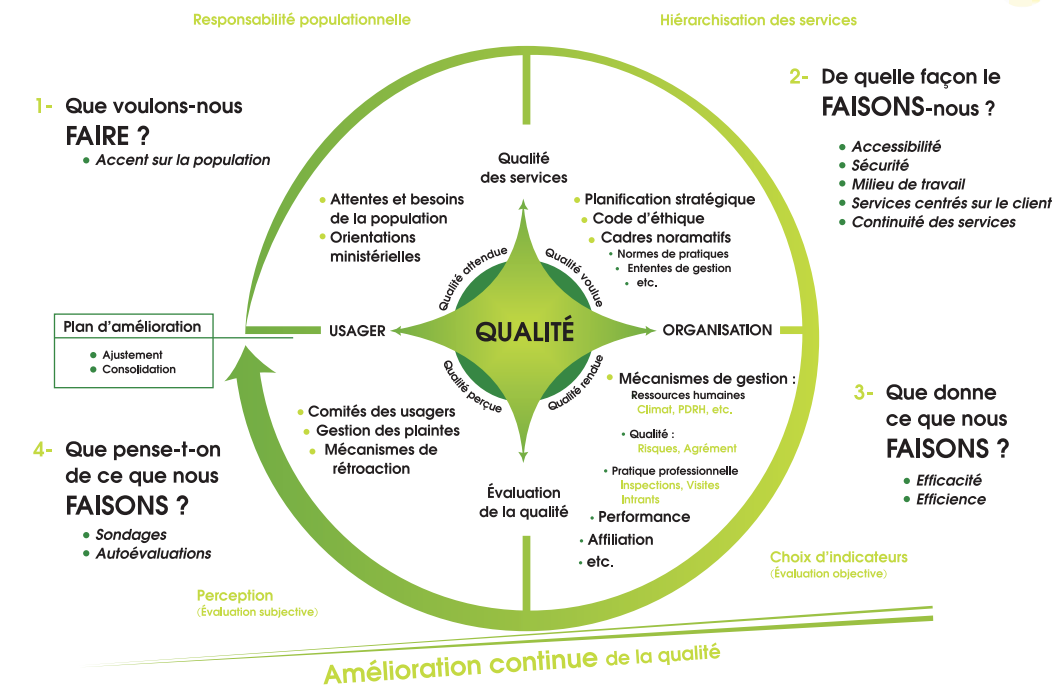 Responsabilité populationnelle
Hiérarchisation des services
1- Que voulons-nous
FAIRE ?
• Accent sur la population
2- De quelle façon le
FAISONS-nous ?
• Accessibilité
• Sécurité
• Milieu de travail
• Services centrés sur le client
• Continuité des services
Qualité
des services
• Attentes et besoins
de la population
• Orientations
ministérielles
• Planification stratégique
• Code d'éthique
• Cadres noramatifs
• Normes de pratiques
• Ententes de gestion
• etc.
Qualité attendue
Qualité voulue
Plan d'amélioration
• Ajustement
• Consolidation
USAGER
QUALITÉ
ORGANISATION
Qualité perçue
Qualité rendue
• Comités des usagers
• Gestion des plaintes
• Mécanismes de
rétroaction
• Mécanismes de gestion :
Ressources humaines
Climat, PDRH, etc.
• Qualité :
Risques, Agrément
• Pratique professionnelle
Inspections, Visites
Intrants
• Performance
• Affiliation
• etc.
Évaluation
de la qualité
3- Que donne
ce que nous
FAISONS ?
• Efficacité
• Efficience
4- Que pense-t-on
de ce que nous
FAISONS ?
• Sondages
• Autoévaluations
Choix d'indicateurs
(Évaluation objective)
Perception
(Évaluation subjective)
Amélioration continue de la qualité